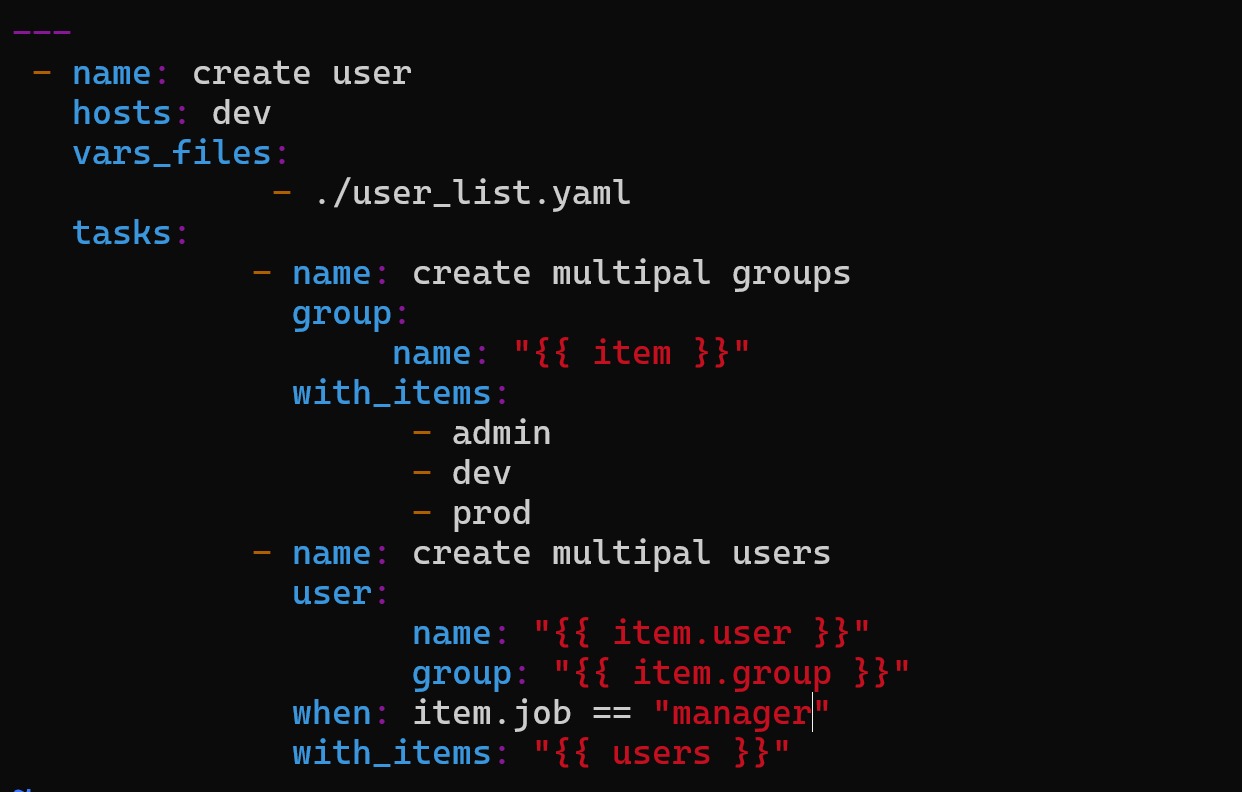 ---
 - name: create user
   hosts: dev
   vars_files:
             - ./user_list.yaml
   tasks:
            - name: create multipal groups
              group:
                   name: "{{ item }}"
              with_items:
                    - admin
                    - dev
                    - prod
            - name: create multipal users
              user:
                    name: "{{ item.user }}"
                    group: "{{ item.group }}"
              when: item.job == "manager"
              with_items: "{{ users }}"